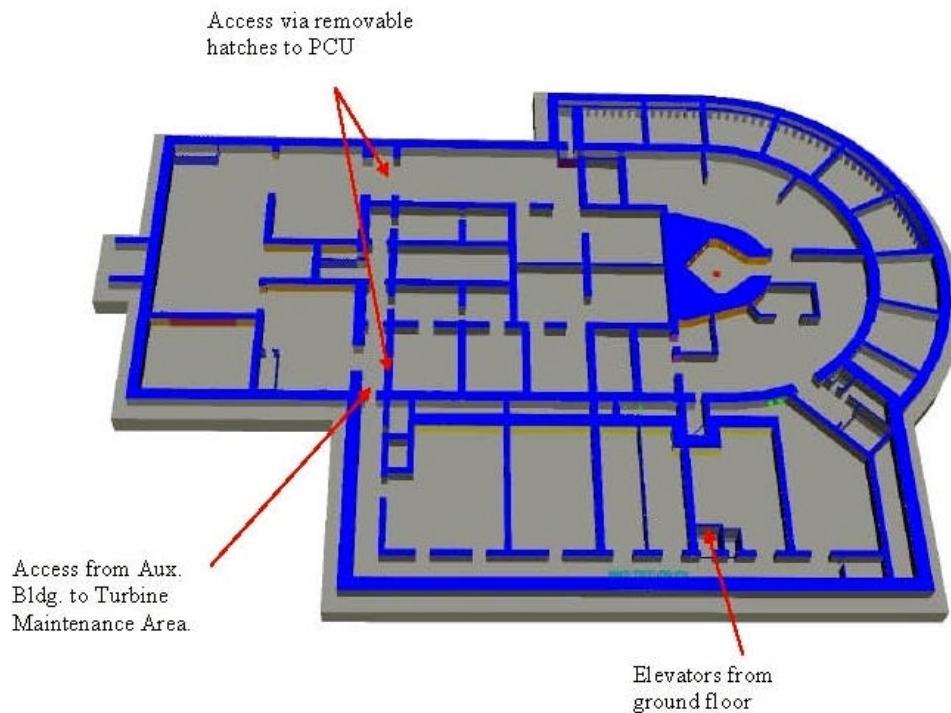 Access via removable
hatches to PCU
Access from Aux.
Bldg. to Turbine
Maintenance Area.
Elevators from
ground floor